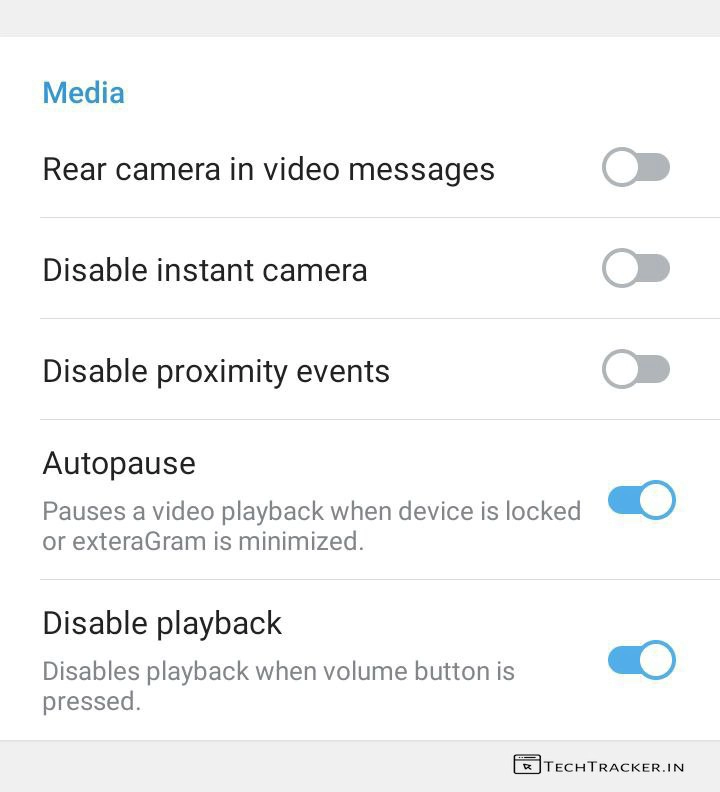 Media
Rear camera in video messages
Disable instant camera
Disable proximity events
Autopause
Pauses a video playback when device is locked
or exteraGram is minimized.
Disable playback
Disables playback when volume button is
pressed.
TECHTRACKER.IN